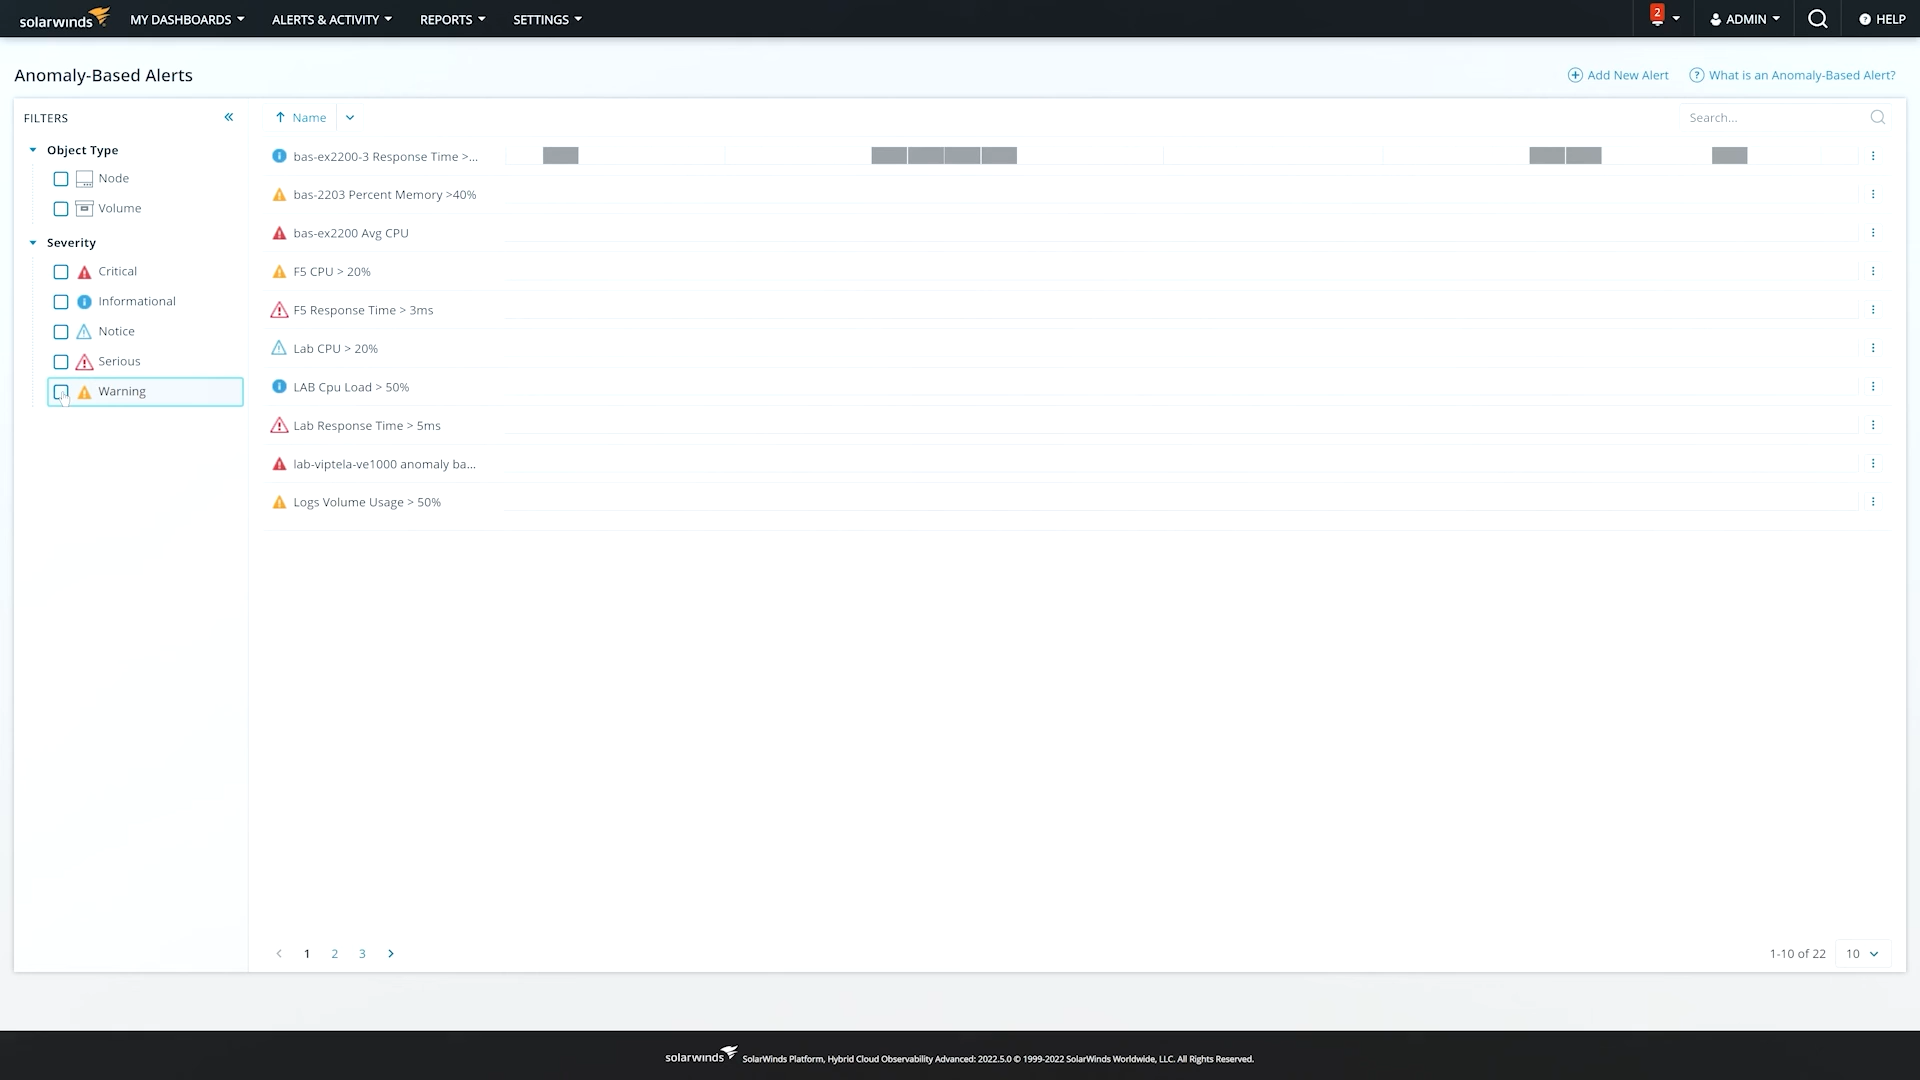 solarwinds MY DASHBOARDS ALERTS & ACTIVITY REPORTS SETTINGS 2 ADMIN HELP
Anomaly-Based Alerts
Add New Alert ? What is an Anomaly-Based Alert?
FILTERS
Object Type
Node
Volume
Severity
Critical
Informational
Notice
Serious
Warning
Name
Search...
bas-ex2200-3 Response Time >...
bas-2203 Percent Memory >40%
bas-ex2200 Avg CPU
F5 CPU > 20%
F5 Response Time > 3ms
Lab CPU > 20%
LAB Cpu Load > 50%
Lab Response Time > 5ms
lab-viptela-ve1000 anomaly ba...
Logs Volume Usage > 50%
1 2 3
1-10 of 22 10
solarwinds SolarWinds Platform, Hybrid Cloud Observability Advanced: 2022.5.0 © 1999-2022 SolarWinds Worldwide, LLC. All Rights Reserved.